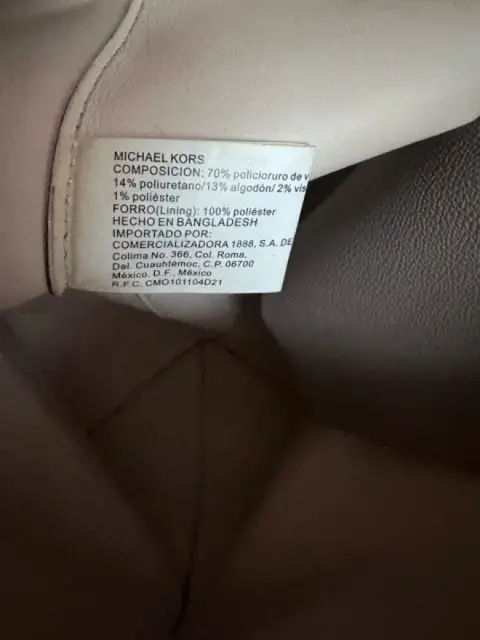 MICHAEL KORS
COMPOSICION: 70% policloruro de
14% poliuretano/13% algodón/ 2%
1% poliéster
FORRO(Lining): 100% poliéster
HECHO EN BANGLADESH
IMPORTADO POR:
COMERCIALIZADORA 1888, S.A. DE
Colima No. 366, Col. Roma,
Del. Cuauhtémoc, C.P. 06700
México, D.F., México
R.F.C. CMO101104D21